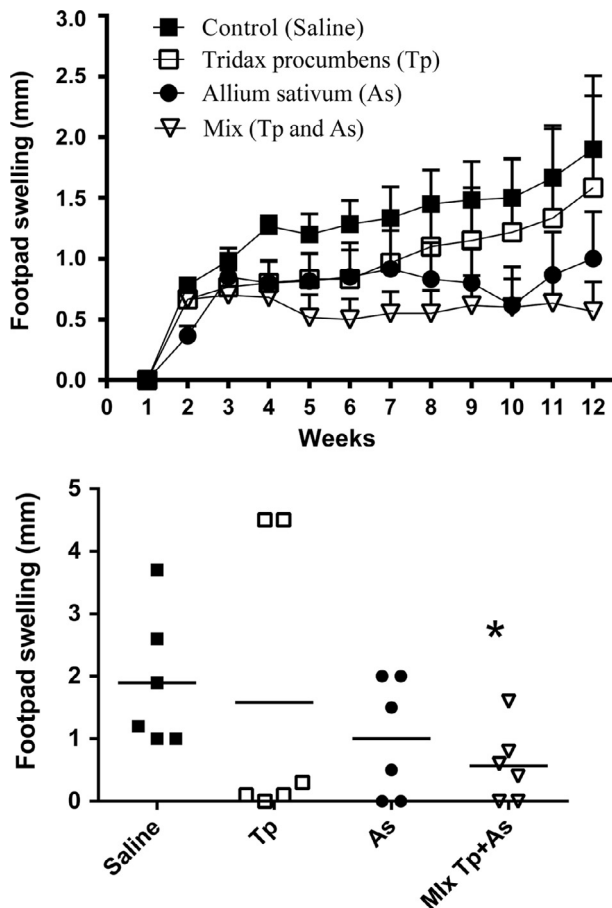 Control (Saline)
Tridax procumbens (Tp)
Allium sativum (As)
Mix (Tp and As)
Footpad swelling (mm)
3.0
2.5
2.0
1.5
1.0
0.5
0.0
0 1 2 3 4 5 6 7 8 9 10 11 12
Weeks
Footpad swelling (mm)
5
4
3
2
1
0
*
Saline
Tp
As
MIx Tp+As